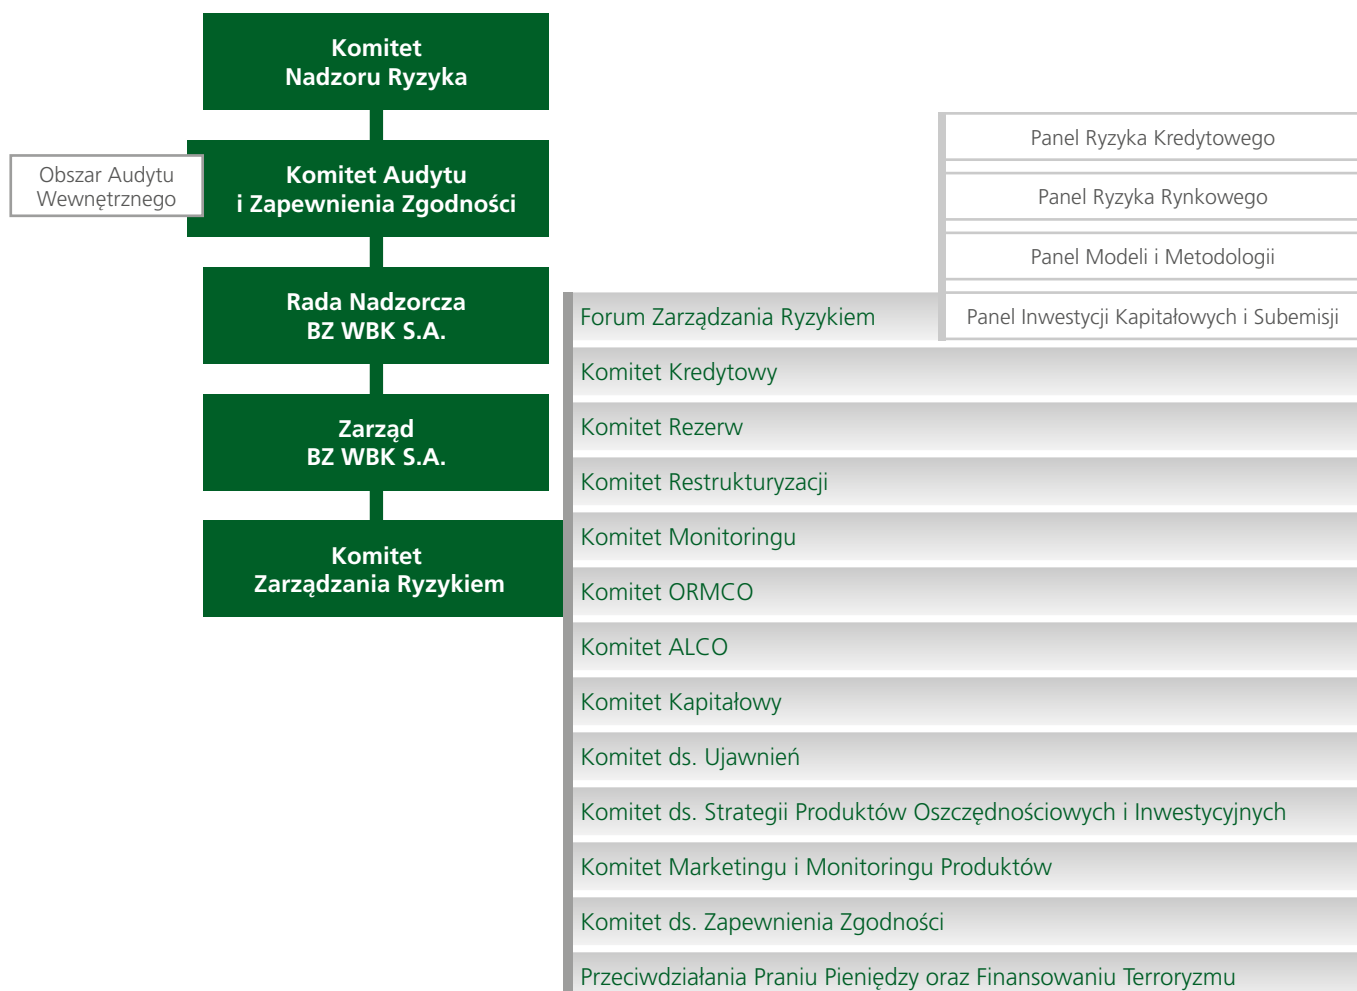 Komitet
Nadzoru Ryzyka
Obszar Audytu
Wewnętrznego
Komitet Audytu
i Zapewnienia Zgodności
Rada Nadzorcza
BZ WBK S.A.
Zarząd
BZ WBK S.A.
Komitet
Zarządzania Ryzykiem
Panel Ryzyka Kredytowego
Panel Ryzyka Rynkowego
Panel Modeli i Metodologii
Panel Inwestycji Kapitałowych i Subemisji
Forum Zarządzania Ryzykiem
Komitet Kredytowy
Komitet Rezerw
Komitet Restrukturyzacji
Komitet Monitoringu
Komitet ORMCO
Komitet ALCO
Komitet Kapitałowy
Komitet ds. Ujawnień
Komitet ds. Strategii Produktów Oszczędnościowych i Inwestycyjnych
Komitet Marketingu i Monitoringu Produktów
Komitet ds. Zapewnienia Zgodności
Przeciwdziałania Praniu Pieniędzy oraz Finansowaniu Terroryzmu